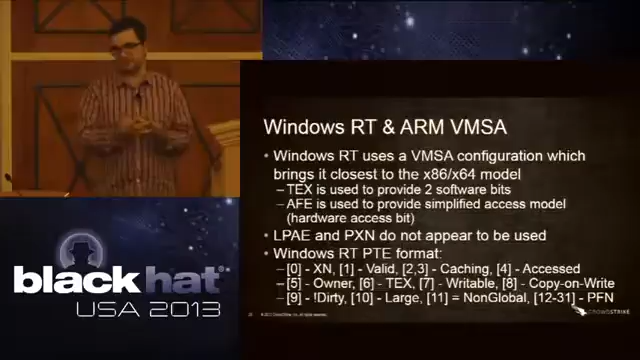 Windows RT & ARM VMSA
• Windows RT uses a VMSA configuration which
brings it closest to the x86/x64 model
– TEX is used to provide 2 software bits
– AFE is used to provide simplified access model
(hardware access bit)
• LPAE and PXN do not appear to be used
• Windows RT PTE format:
– [0] - XN, [1] - Valid, [2,3] - Caching, [4] - Accessed
– [5] - Owner, [6] - TEX, [7] - Writable, [8] - Copy-on-Write
– [9] - !Dirty, [10] - Large, [11] = NonGlobal, [12-31] - PFN
CROWDSTRIKE
black hat
USA 2013